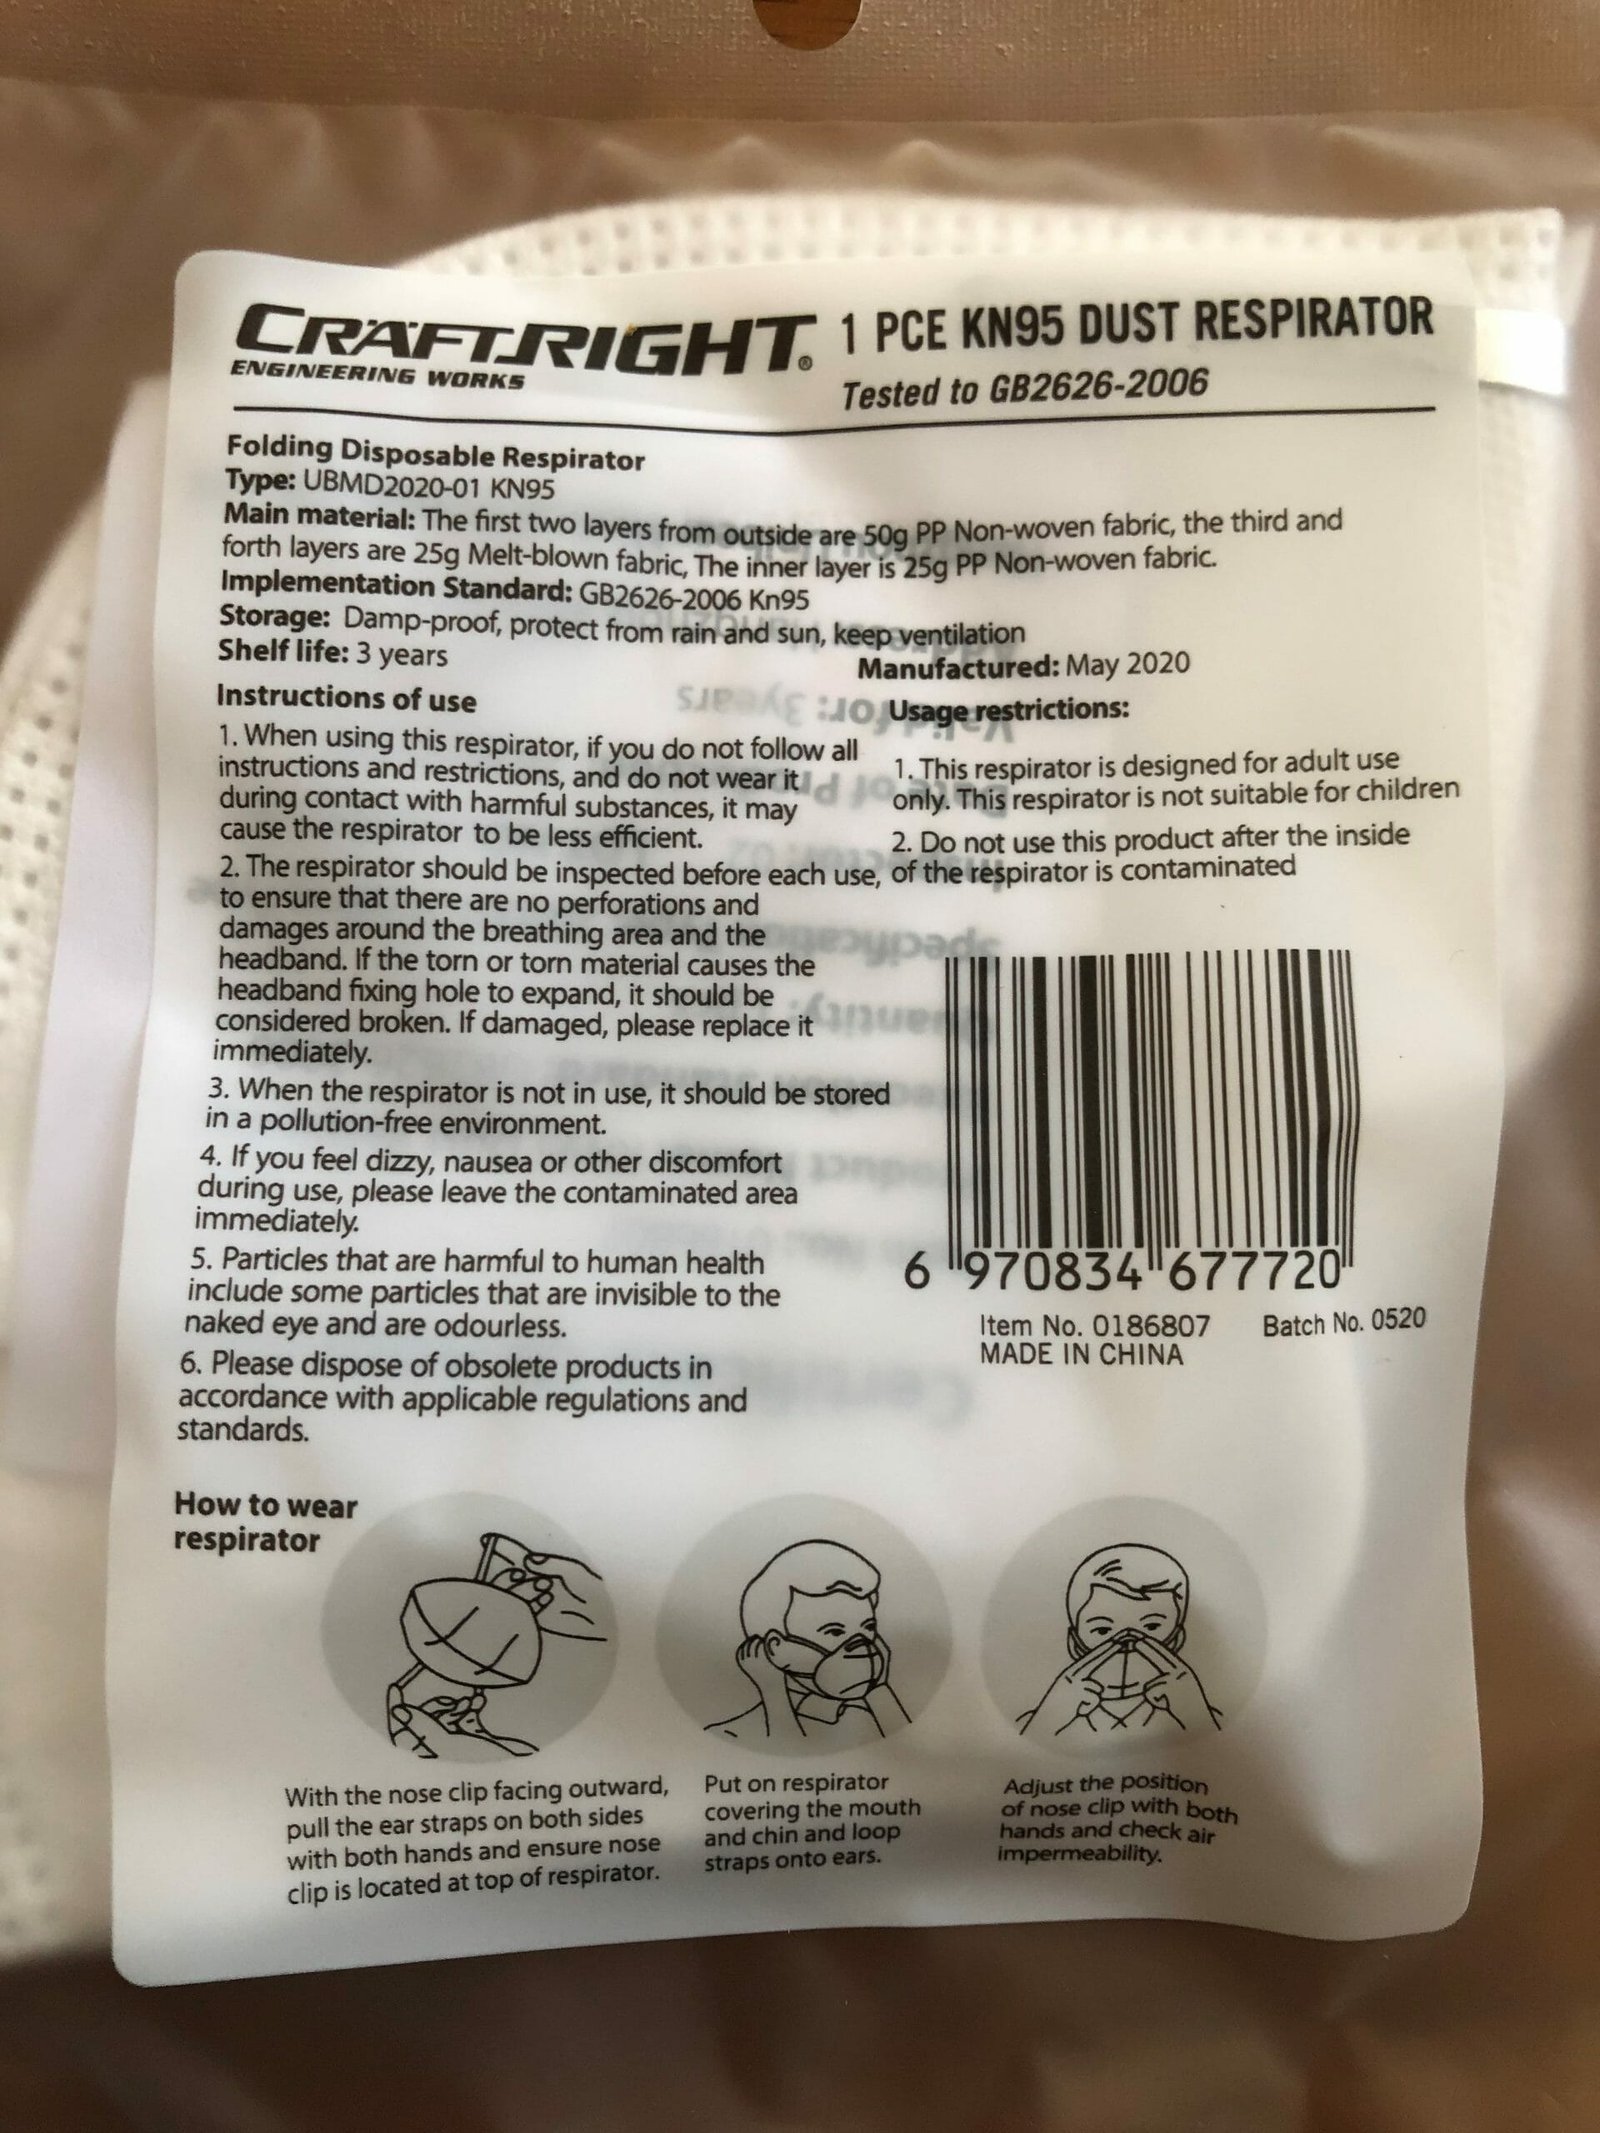 CRAFTRIGHT®
ENGINEERING WORKS
1 PCE KN95 DUST RESPIRATOR
Tested to GB2626-2006
Folding Disposable Respirator
Type: UBMD2020-01 KN95
Main material: The first two layers from outside are 50g PP Non-woven fabric, the third and
forth layers are 25g Melt-blown fabric, The inner layer is 25g PP Non-woven fabric.
Implementation Standard: GB2626-2006 Kn95
Storage: Damp-proof, protect from rain and sun, keep ventilation
Shelf life: 3 years
Manufactured: May 2020
Instructions of use
1. When using this respirator, if you do not follow all
instructions and restrictions, and do not wear it
during contact with harmful substances, it may
cause the respirator to be less efficient.
2. The respirator should be inspected before each use,
to ensure that there are no perforations and
damages around the breathing area and the
headband. If the torn or torn material causes the
headband fixing hole to expand, it should be
considered broken. If damaged, please replace it
immediately.
3. When the respirator is not in use, it should be stored
in a pollution-free environment.
4. If you feel dizzy, nausea or other discomfort
during use, please leave the contaminated area
immediately.
5. Particles that are harmful to human health
include some particles that are invisible to the
naked eye and are odourless.
6. Please dispose of obsolete products in
accordance with applicable regulations and
standards.
Usage restrictions:
1. This respirator is designed for adult use
only. This respirator is not suitable for children
2. Do not use this product after the inside
of the respirator is contaminated
6 970834 677720
Item No. 0186807 Batch No. 0520
MADE IN CHINA
How to wear
respirator
With the nose clip facing outward,
pull the ear straps on both sides
with both hands and ensure nose
clip is located at top of respirator.
Put on respirator
covering the mouth
and chin and loop
straps onto ears.
Adjust the position
of nose clip with both
hands and check air
impermeability.